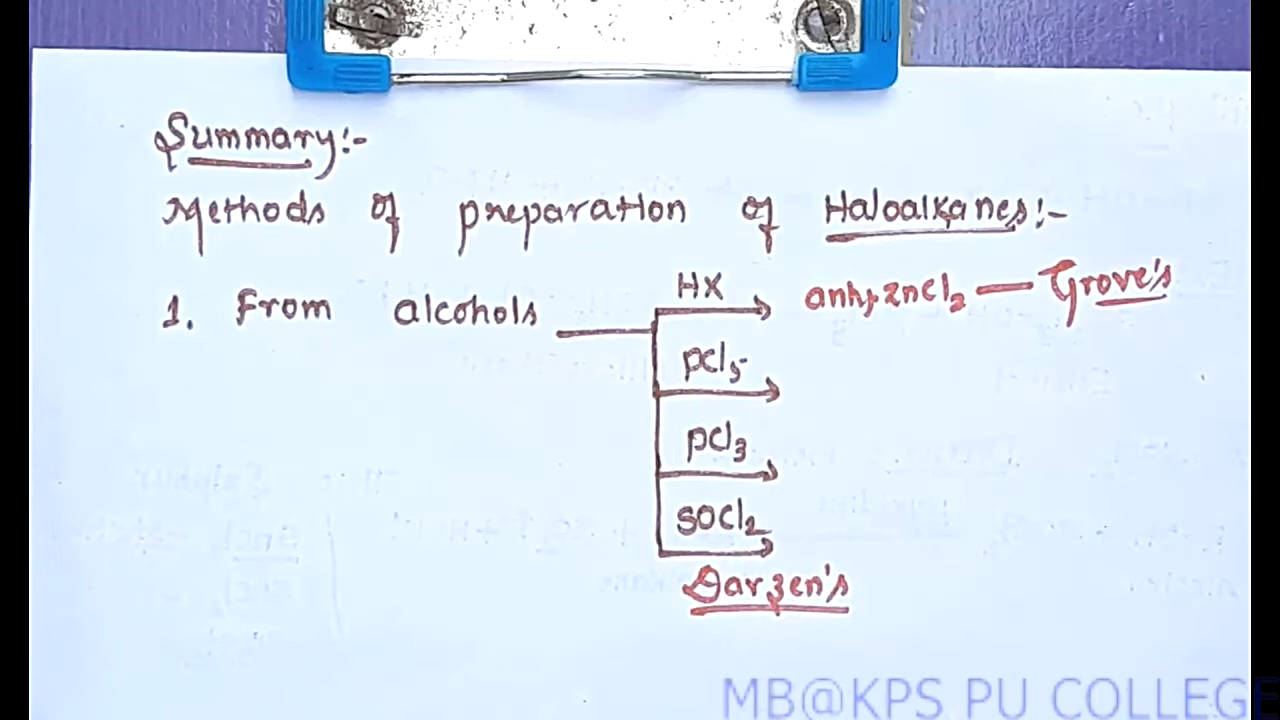 Summary:-
Methods of preparation of Haloalkanes:-
1. From alcohols
HX
anhy ZnCl₂ — Grove's
PCl₅
PCl₃
SOCl₂
Darzen's
MB@KPS PU COLLEGE